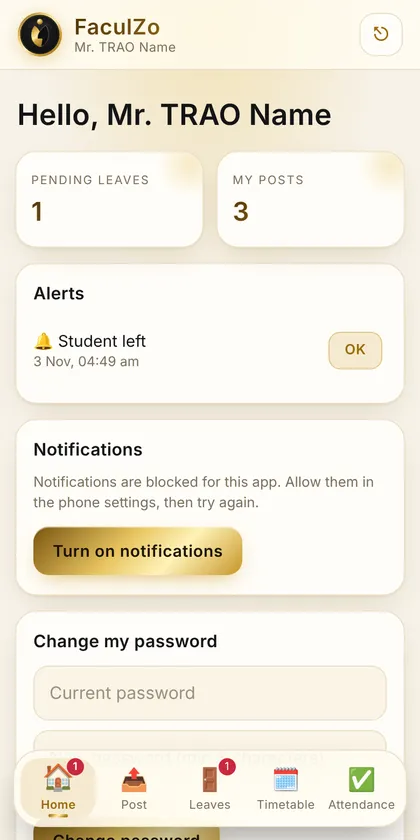 FaculZo
Mr. TRAO Name
Hello, Mr. TRAO Name
PENDING LEAVES
1
MY POSTS
3
Alerts
🔔 Student left
3 Nov, 04:49 am
OK
Notifications
Notifications are blocked for this app. Allow them in
the phone settings, then try again.
Turn on notifications
Change my password
Current password
1
1
Home
Post
Leaves
Timetable
Attendance
Change password